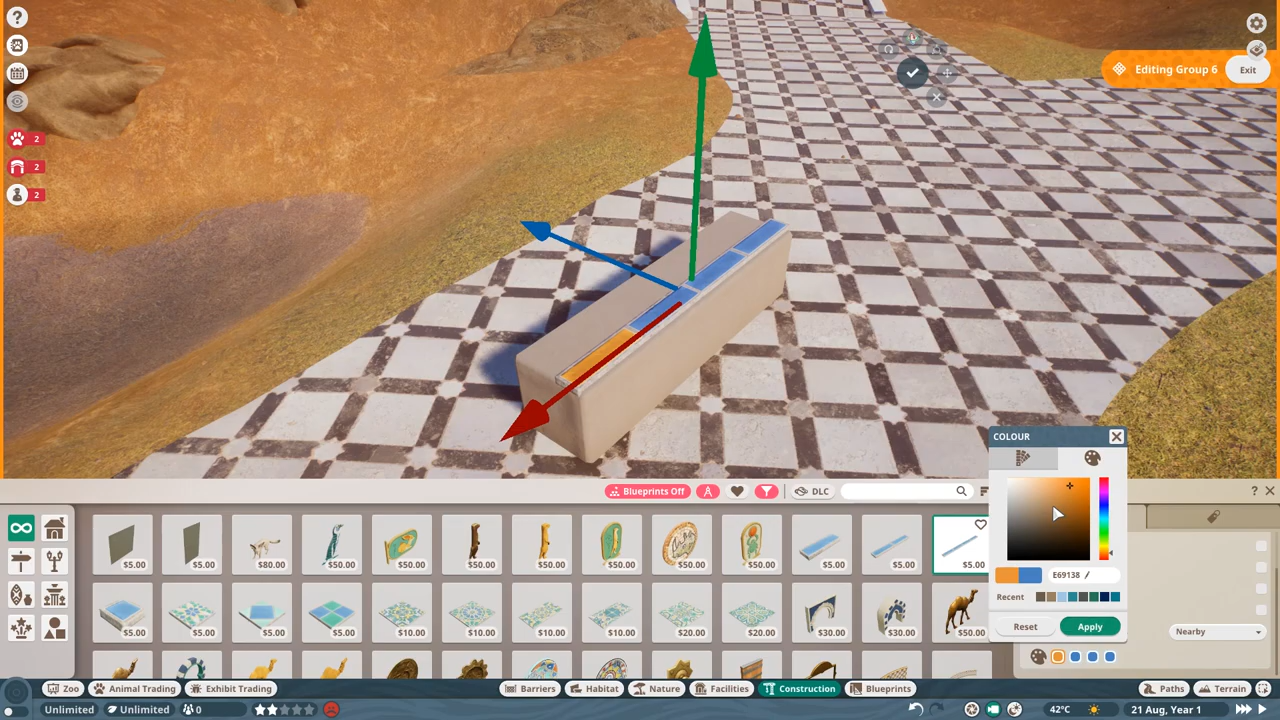 ?
2
2
2
Editing Group 6
Exit
Blueprints Off
DLC
?
$5.00 $5.00 $80.00 $50.00 $50.00 $50.00 $50.00 $50.00 $50.00 $50.00 $5.00 $5.00 $5.00
$5.00 $5.00 $5.00 $5.00 $10.00 $10.00 $10.00 $10.00 $20.00 $20.00 $30.00 $30.00 $50.00
COLOUR
E69138 /
Recent
Reset Apply
Nearby
Zoo Animal Trading Exhibit Trading Barriers Habitat Nature Facilities Construction Blueprints Paths Terrain
Unlimited Unlimited 0 42°C 21 Aug, Year 1